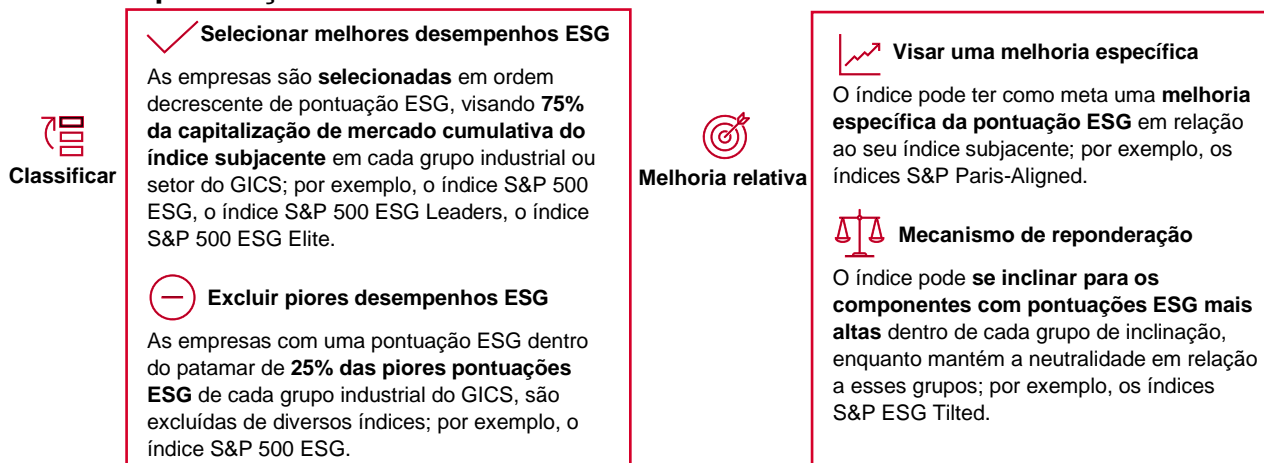 Classificar
Selecionar melhores desempenhos ESG
As empresas são selecionadas em ordem
decrescente de pontuação ESG, visando 75%
da capitalização de mercado cumulativa do
índice subjacente em cada grupo industrial ou
setor do GICS; por exemplo, o índice S&P 500
ESG, o índice S&P 500 ESG Leaders, o índice
S&P 500 ESG Elite.
Excluir piores desempenhos ESG
As empresas com uma pontuação ESG dentro
do patamar de 25% das piores pontuações
ESG de cada grupo industrial do GICS, são
excluídas de diversos índices; por exemplo, o
índice S&P 500 ESG.
Melhoria relativa
Visar uma melhoria específica
O índice pode ter como meta uma melhoria
específica da pontuação ESG em relação
ao seu índice subjacente; por exemplo, os
índices S&P Paris-Aligned.
Mecanismo de reponderação
O índice pode se inclinar para os
componentes com pontuações ESG mais
altas dentro de cada grupo de inclinação,
enquanto mantém a neutralidade em relação
a esses grupos; por exemplo, os índices
S&P ESG Tilted.